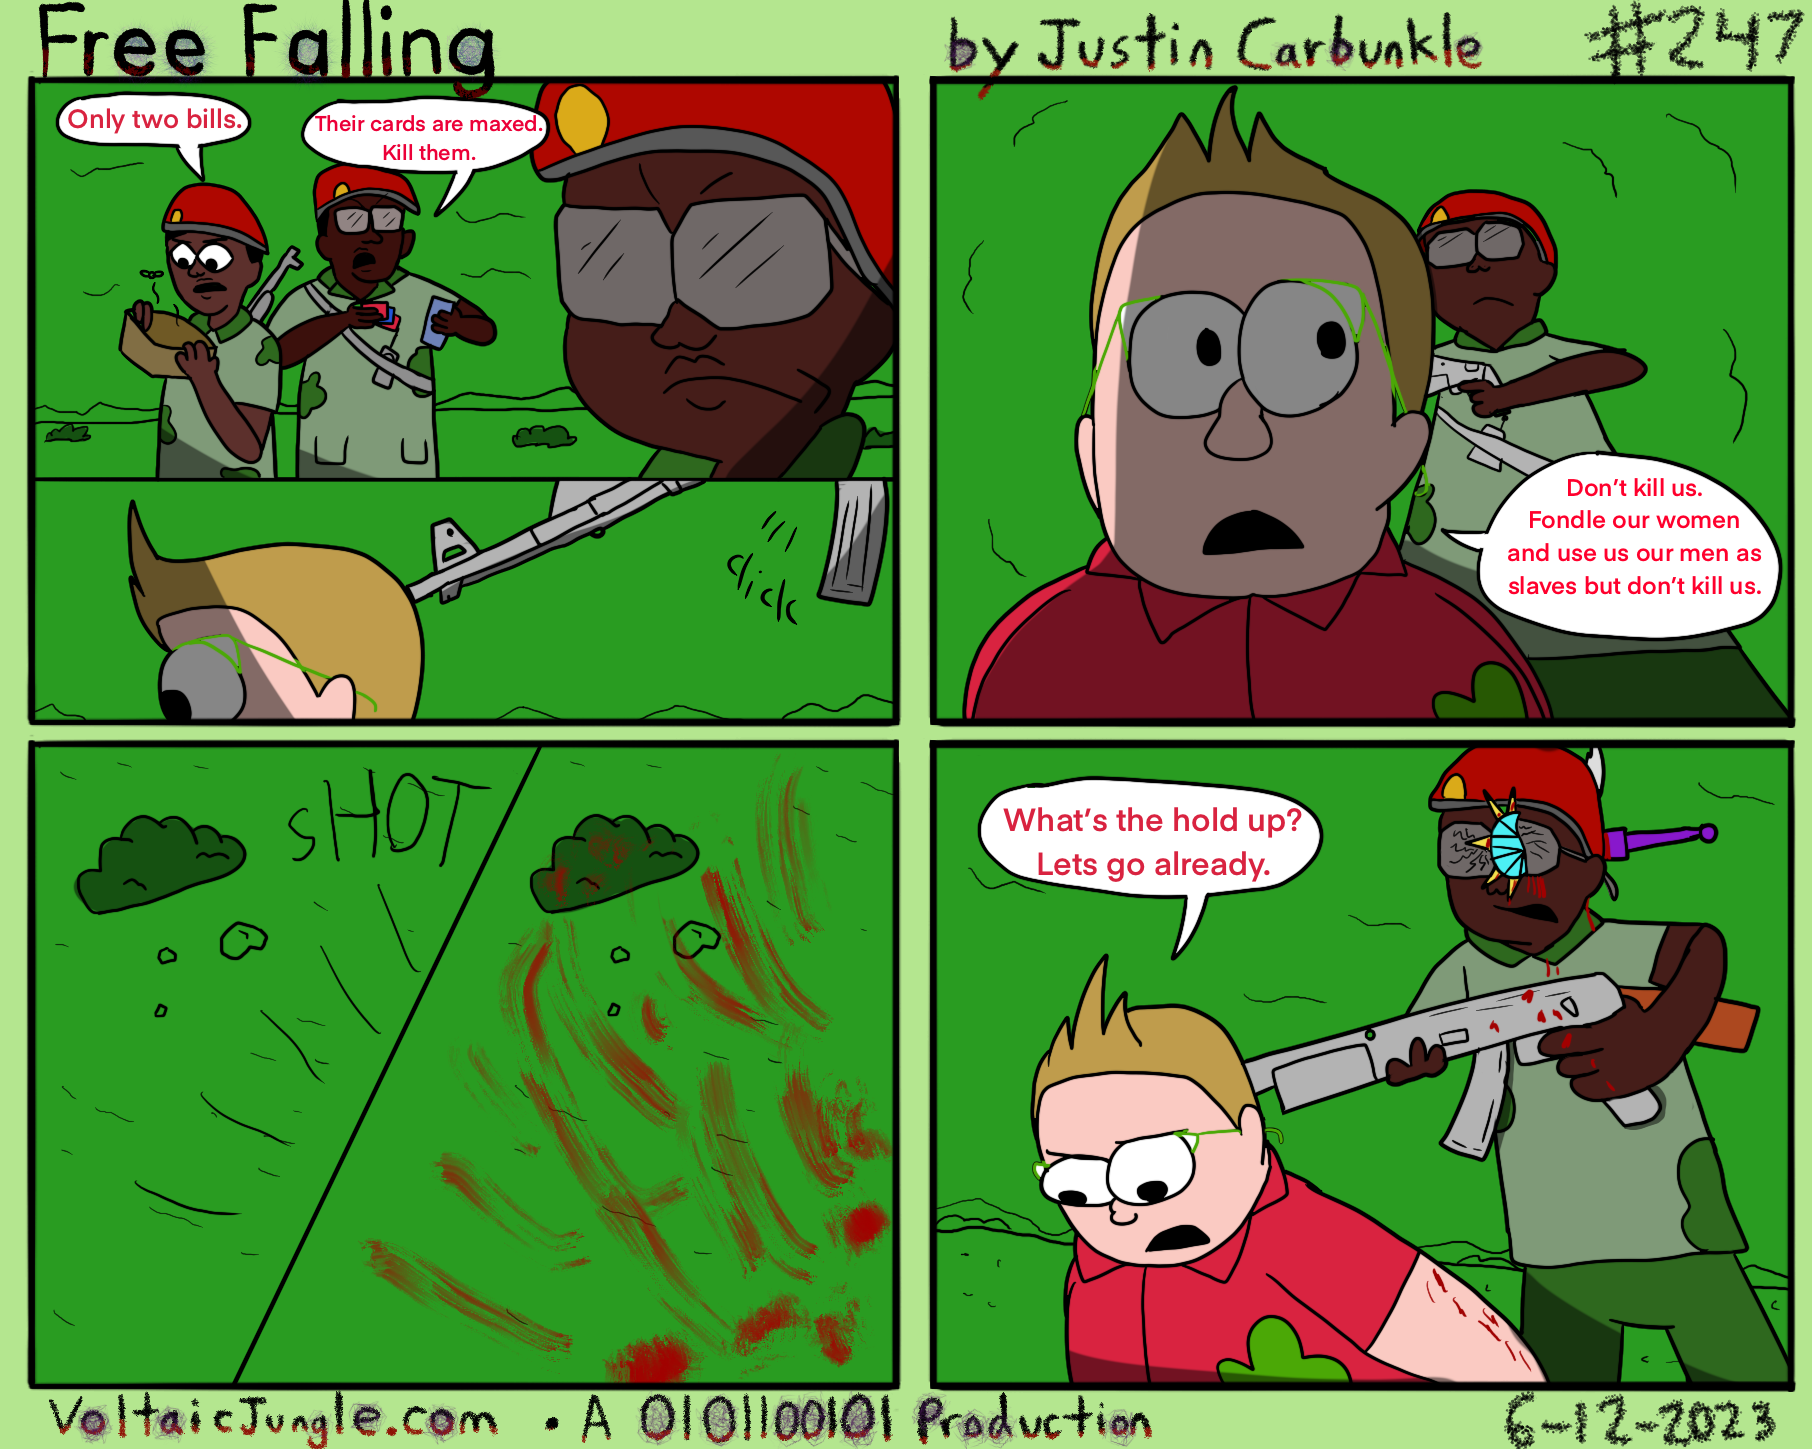 Free Falling
by Justin Carbunkle
#247
Only two bills.
Their cards are maxed.
Kill them.
click
Don't kill us.
Fondle our women
and use us our men as
slaves but don't kill us.
SHOT
What's the hold up?
Lets go already.
VoltaicJungle.com • A 0101100101 Production
6-12-2023